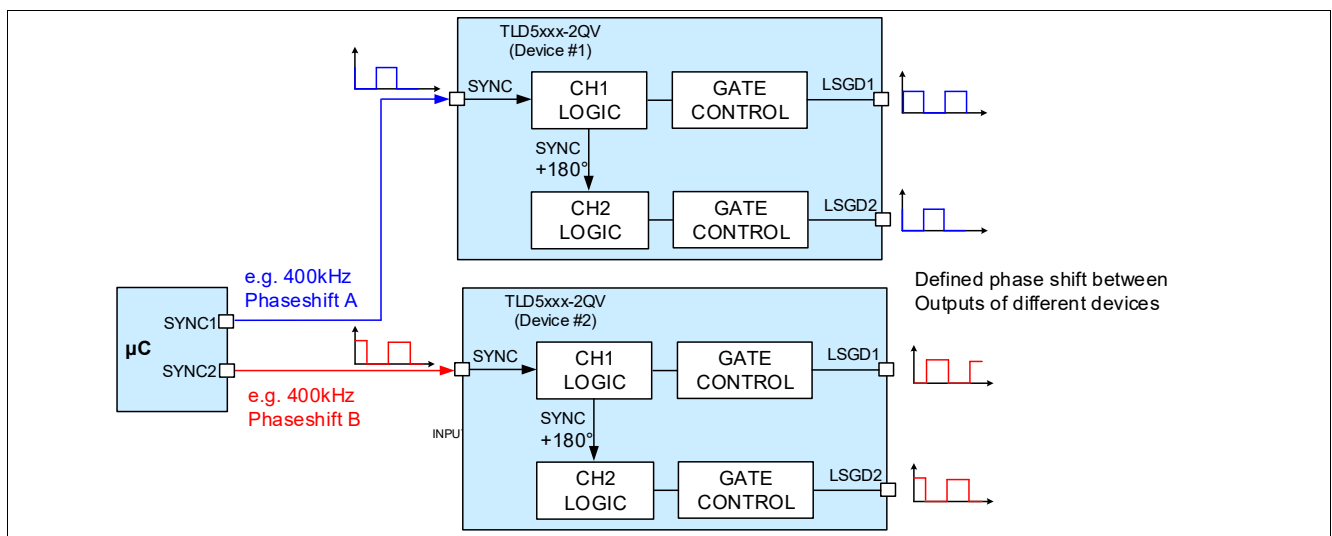 TLD5xxx-2QV
(Device #1)
SYNC
CH1
LOGIC
GATE
CONTROL
LSGD1
SYNC
+180°
CH2
LOGIC
GATE
CONTROL
LSGD2
e.g. 400kHz
Phaseshift A
µC
SYNC1
SYNC2
e.g. 400kHz
Phaseshift B
Defined phase shift between
Outputs of different devices
TLD5xxx-2QV
(Device #2)
SYNC
CH1
LOGIC
GATE
CONTROL
LSGD1
SYNC
+180°
INPU
CH2
LOGIC
GATE
CONTROL
LSGD2